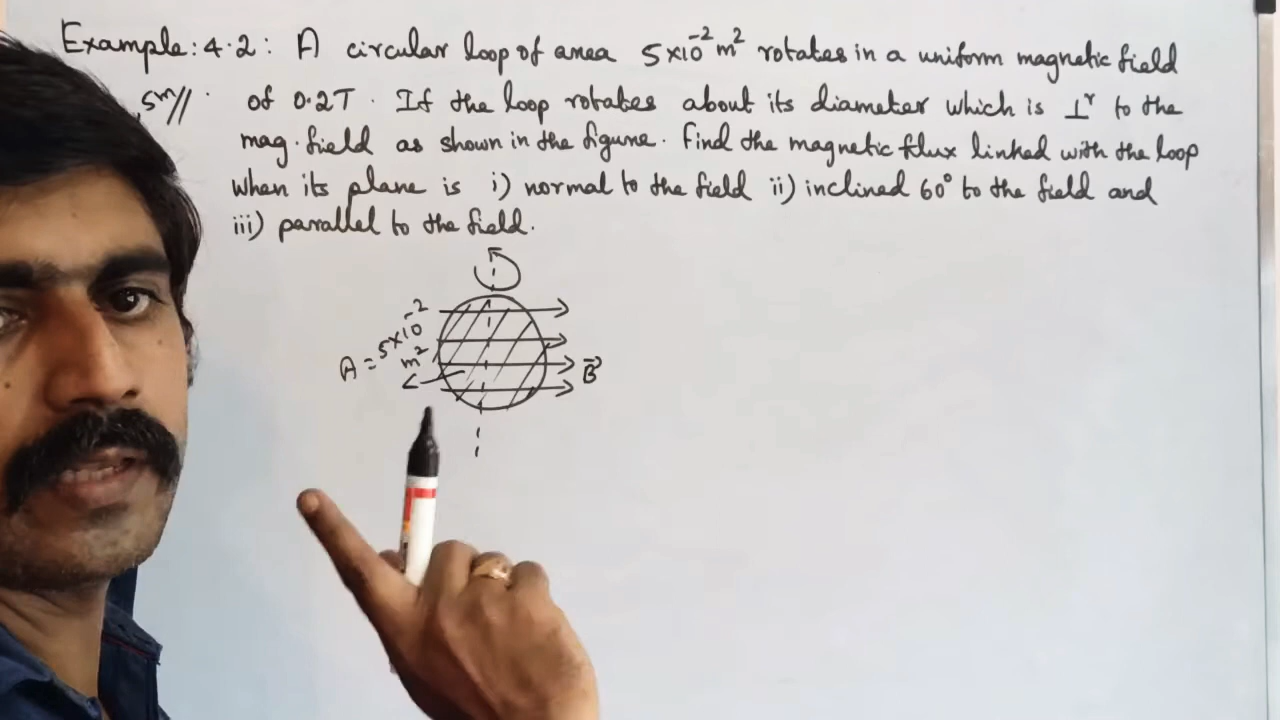 Example: 4.2: A circular loop of area 5×10⁻² m² rotates in a uniform magnetic field
5m// of 0.2T. If the loop rotates about its diameter which is ⊥ʳ to the
mag. field as shown in the figure. Find the magnetic flux linked with the loop
when its plane is i) normal to the field ii) inclined 60° to the field and
iii) parallel to the field.
A = 5×10⁻² m²
B⃗